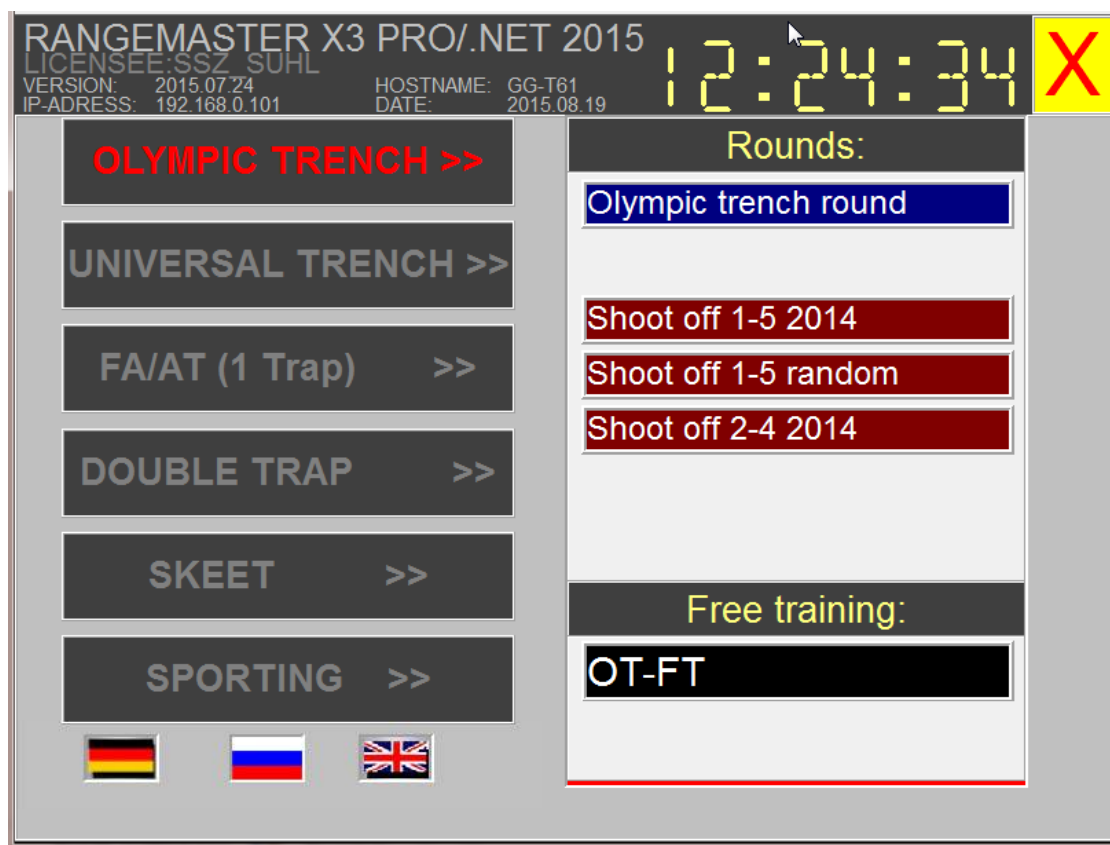 RANGEMASTER X3 PRO/.NET 2015
LICENSEE:SSZ_SUHL
VERSION: 2015.07.24 HOSTNAME: GG-T61
IP-ADRESS: 192.168.0.101 DATE: 2015.08.19
12:24:34
X
OLYMPIC TRENCH >>
UNIVERSAL TRENCH >>
FA/AT (1 Trap) >>
DOUBLE TRAP >>
SKEET >>
SPORTING >>
Rounds:
Olympic trench round
Shoot off 1-5 2014
Shoot off 1-5 random
Shoot off 2-4 2014
Free training:
OT-FT